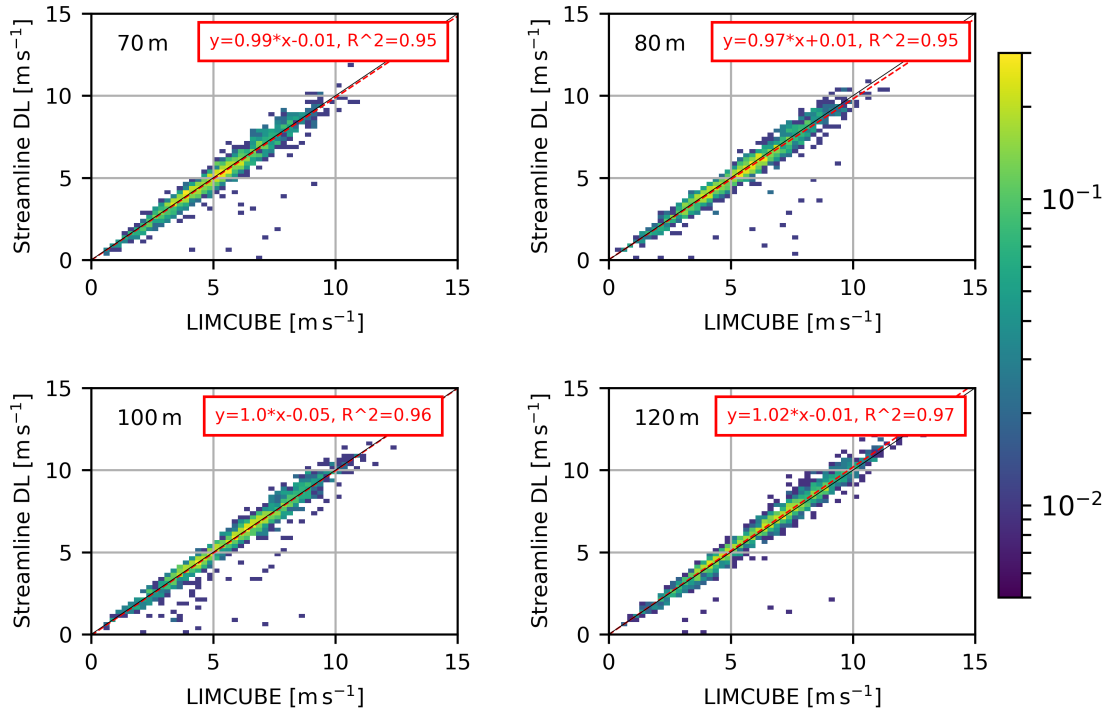 15
10
5
0
Streamline DL [m s⁻¹]
70 m
y=0.99*x-0.01, R^2=0.95
0 5 10 15
LIMCUBE [m s⁻¹]
15
10
5
0
Streamline DL [m s⁻¹]
80 m
y=0.97*x+0.01, R^2=0.95
0 5 10 15
LIMCUBE [m s⁻¹]
15
10
5
0
Streamline DL [m s⁻¹]
100 m
y=1.0*x-0.05, R^2=0.96
0 5 10 15
LIMCUBE [m s⁻¹]
15
10
5
0
Streamline DL [m s⁻¹]
120 m
y=1.02*x-0.01, R^2=0.97
0 5 10 15
LIMCUBE [m s⁻¹]
10⁻¹
10⁻²